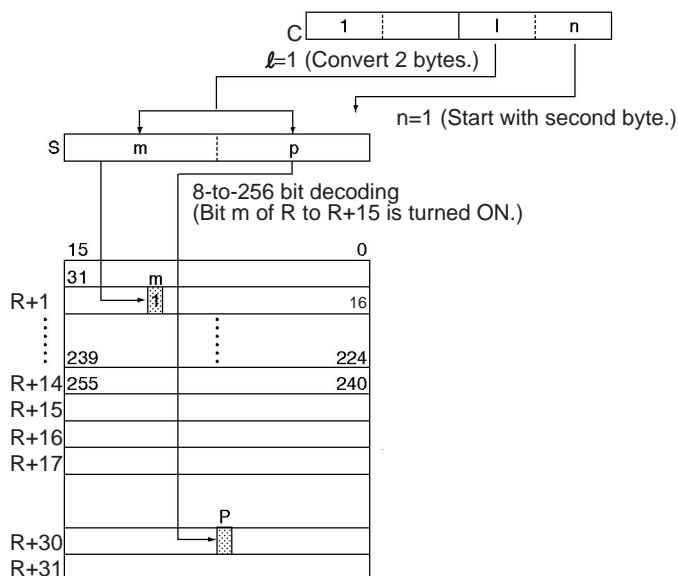 C 1 l n
ℓ=1 (Convert 2 bytes.)
n=1 (Start with second byte.)
S m p
8-to-256 bit decoding
(Bit m of R to R+15 is turned ON.)
15 0
31 m
R+1 1 16
239 224
R+14 255 240
R+15
R+16
R+17
P
R+30
R+31